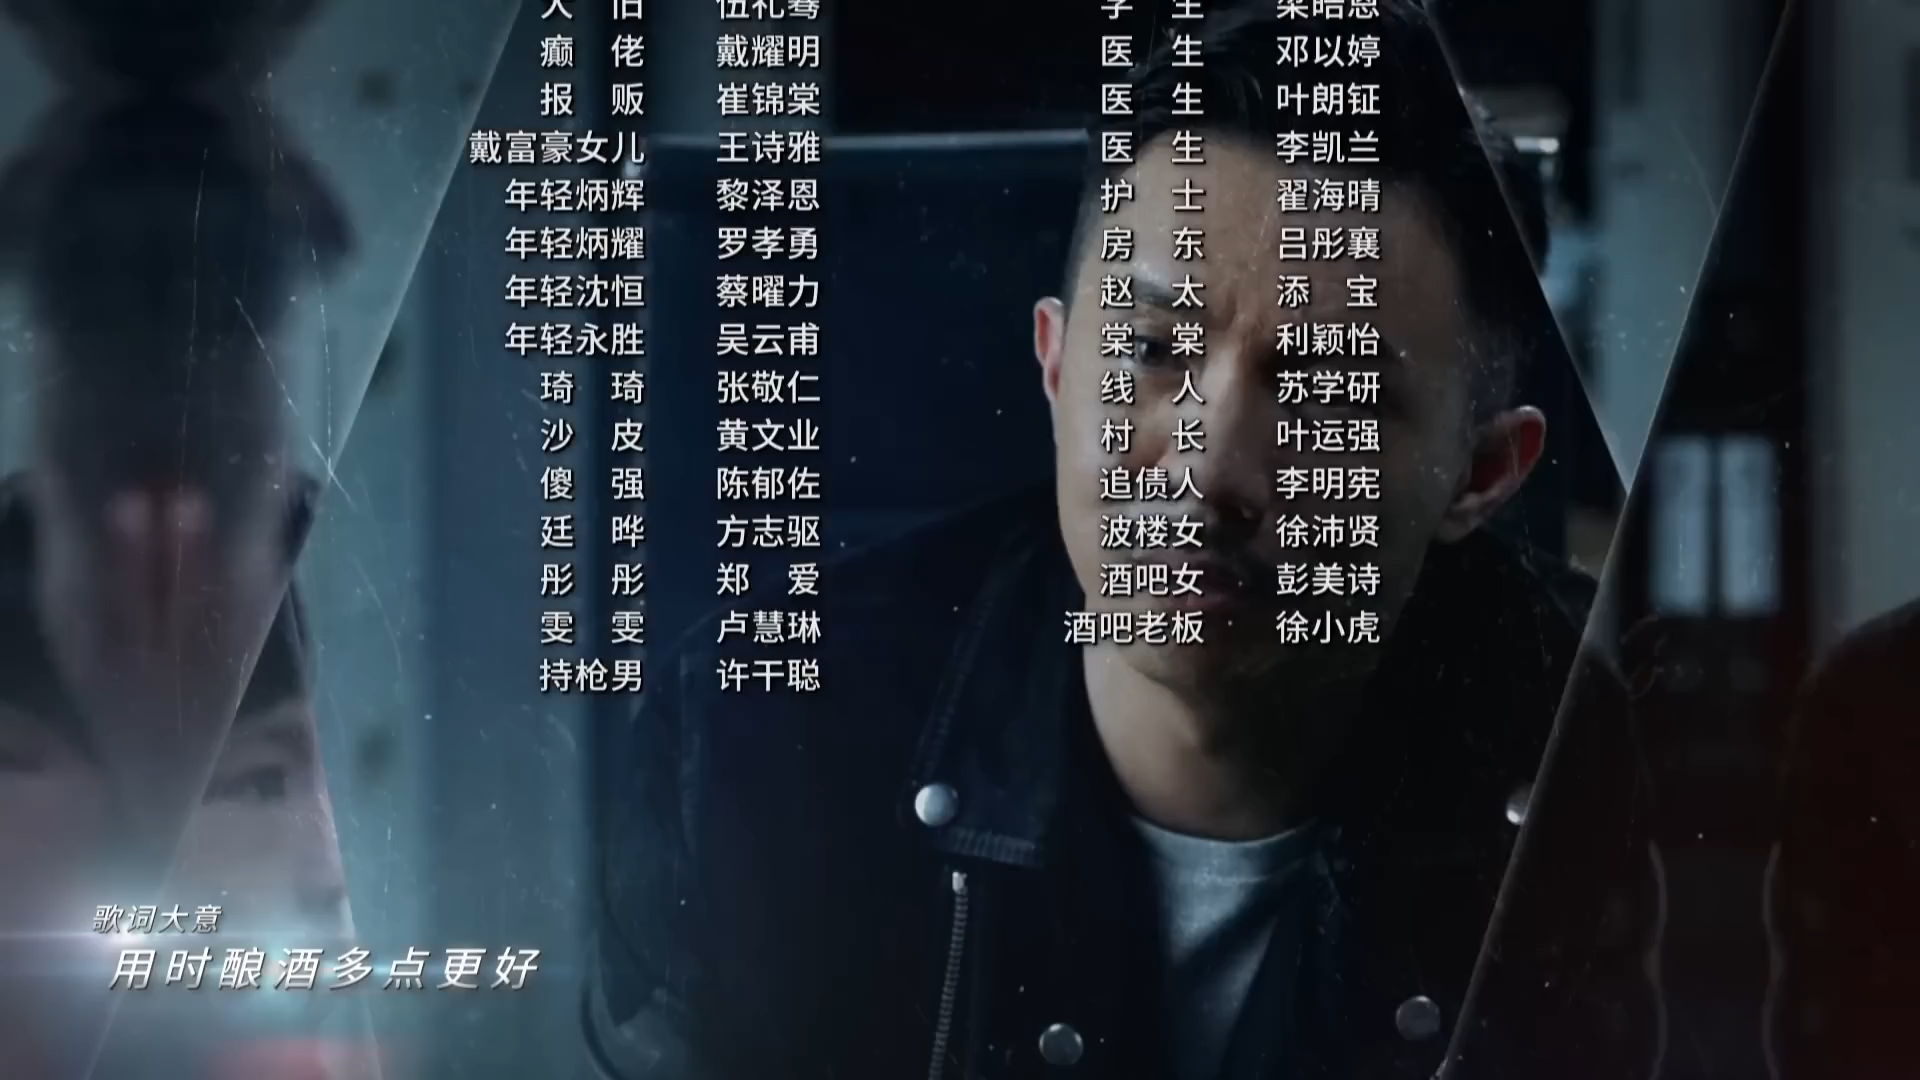 癫佬 戴耀明
报贩 崔锦棠
戴富豪女儿 王诗雅
年轻炳辉 黎泽恩
年轻炳耀 罗孝勇
年轻沈恒 蔡曜力
年轻永胜 吴云甫
琦琦 张敬仁
沙皮 黄文业
傻强 陈郁佐
廷晔 方志驱
彤彤 郑爱
雯雯 卢慧琳
持枪男 许干聪
医生 邓以婷
医生 叶朗钲
医生 李凯兰
护士 翟海晴
房东 吕彤襄
赵太 添宝
棠棠 利颖怡
线人 苏学研
村长 叶运强
追债人 李明宪
波楼女 徐沛贤
酒吧女 彭美诗
酒吧老板 徐小虎
歌词大意
用时酿酒多点更好